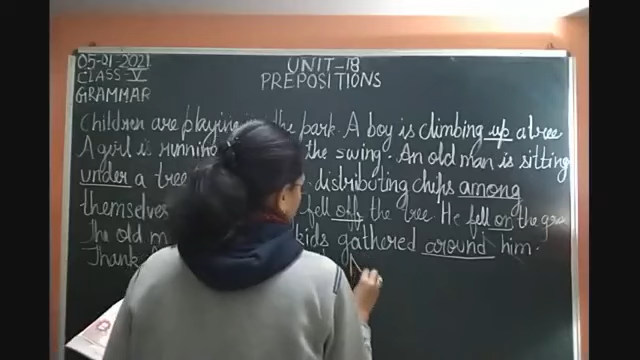 05-01-2021
CLASS-V
GRAMMAR
UNIT-18
PREPOSITIONS
Children are playing the park. A boy is climbing up a tree
A girl is running the swing. An old man is sitting
under a tree distributing chips among
themselves fell off the tree. He fell on the gra
The old kids gathered around him.
Thank